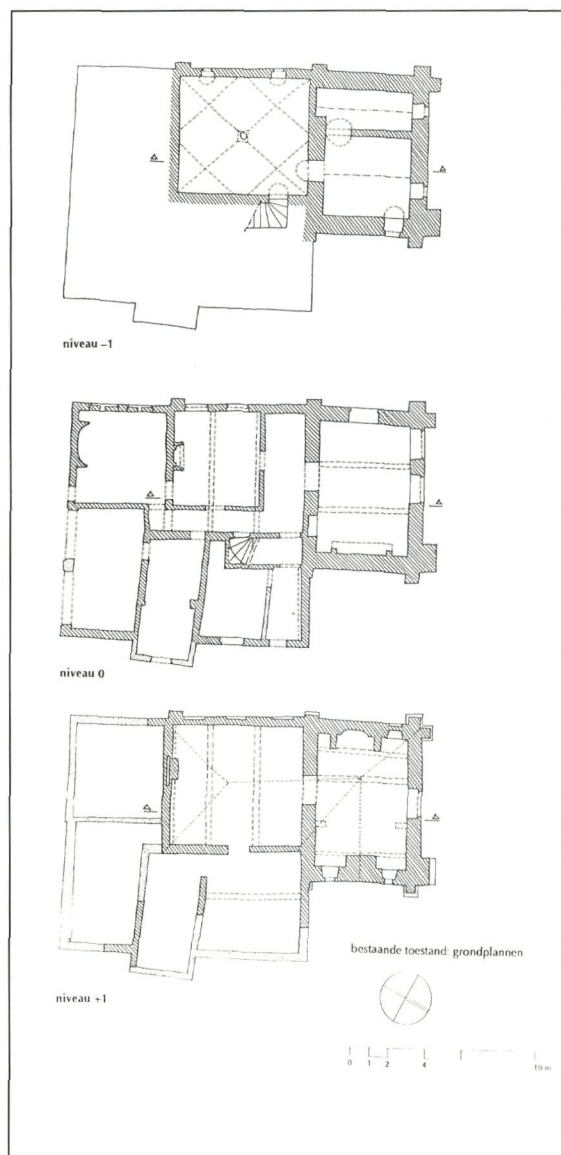 niveau –1
niveau 0
niveau +1
bestaande toestand: grondplannen
0 1 2 4 10 m